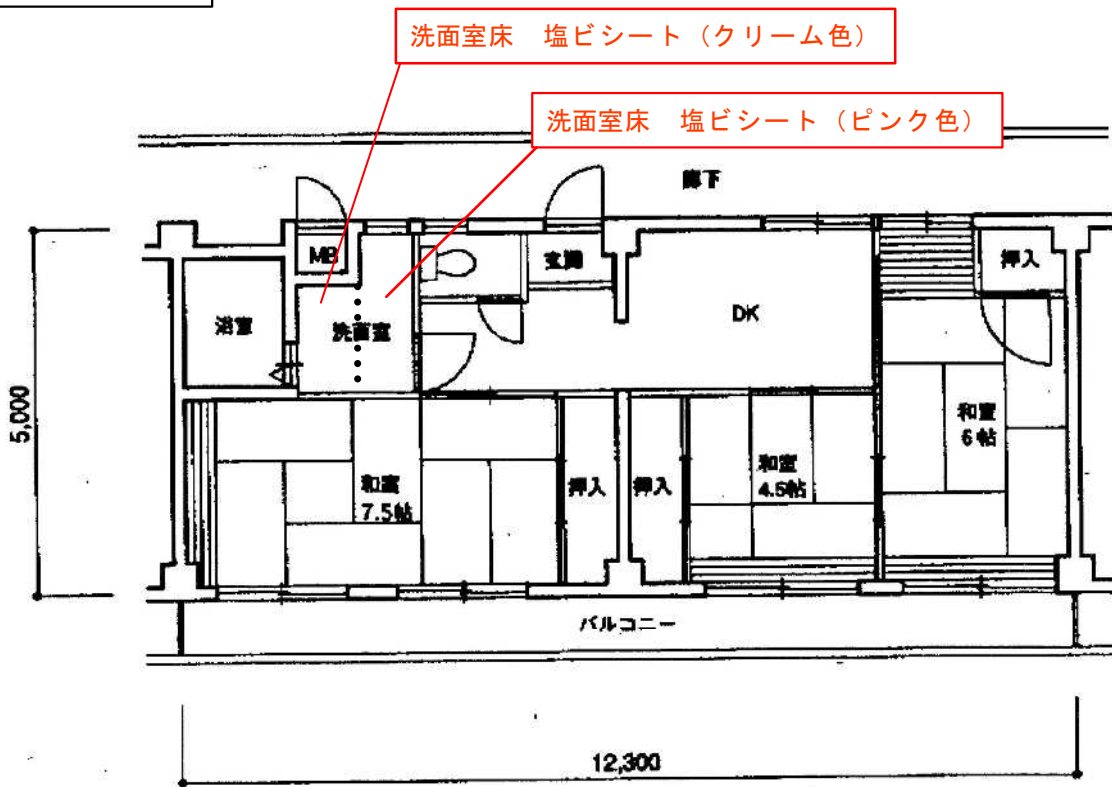 洗面室床　塩ビシート（クリーム色）
洗面室床　塩ビシート（ピンク色）
廊下
MB
玄関
押入
浴室
洗面室
DK
5,000
和室
6帖
和室
7.5帖
押入
押入
和室
4.5帖
バルコニー
12,300